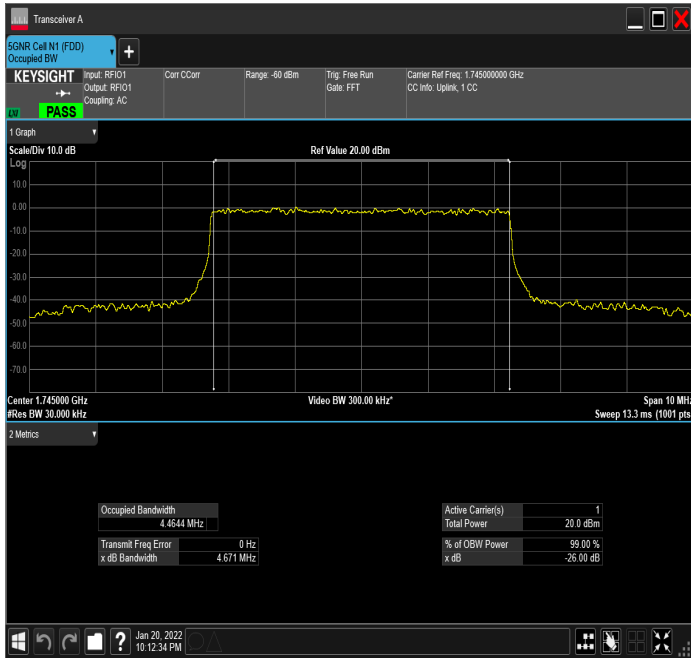 Transceiver A
5GNR Cell N1 (FDD)
Occupied BW
KEYSIGHT
Input: RFIO1
Output: RFIO1
Coupling: AC
Corr CCorr
Range: -60 dBm
Trig: Free Run
Gate: FFT
Carrier Ref Freq: 1.745000000 GHz
CC Info: Uplink, 1 CC
LXI
PASS
1 Graph
Scale/Div 10.0 dB
Ref Value 20.00 dBm
Log
10.0
0.00
-10.0
-20.0
-30.0
-40.0
-50.0
-60.0
-70.0
Center 1.745000 GHz
Video BW 300.00 kHz*
Span 10 MHz
#Res BW 30.000 kHz
Sweep 13.3 ms (1001 pts
2 Metrics
Occupied Bandwidth
4.4644 MHz
Transmit Freq Error 0 Hz
x dB Bandwidth 4.671 MHz
Active Carrier(s) 1
Total Power 20.0 dBm
% of OBW Power 99.00 %
x dB -26.00 dB
?
Jan 20, 2022
10:12:34 PM